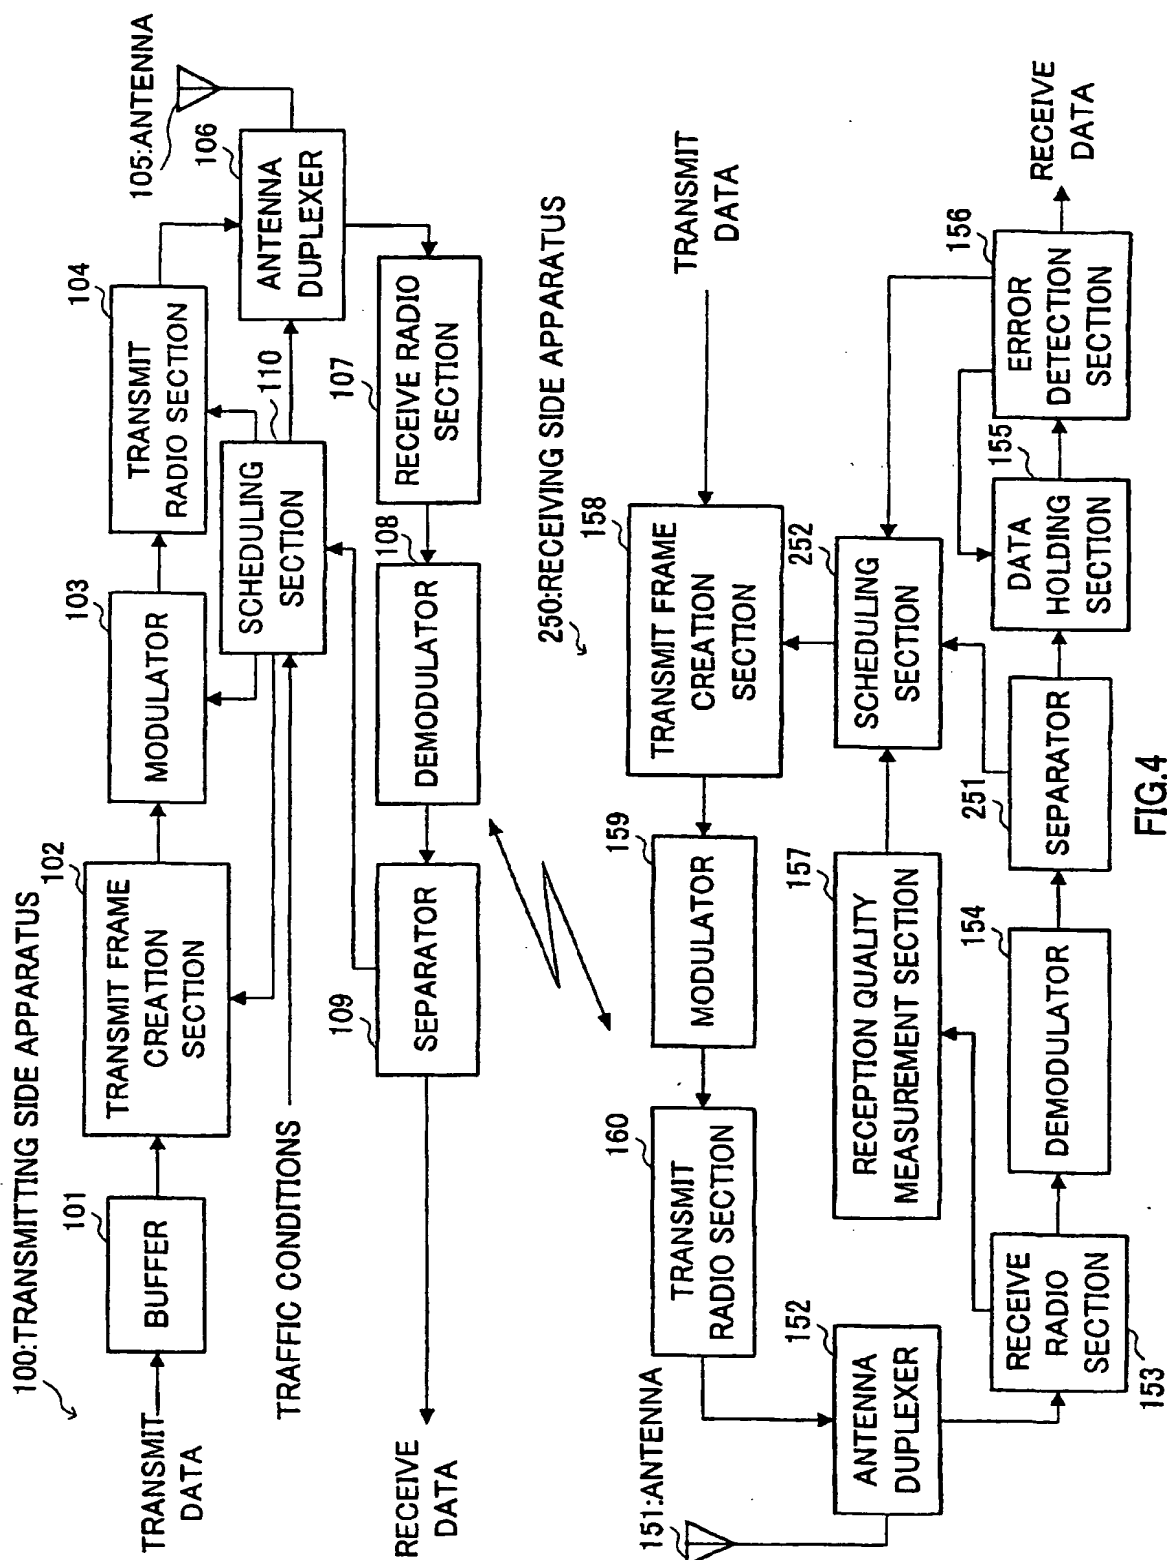 100:TRANSMITTING SIDE APPARATUS
TRANSMIT
DATA
101
BUFFER
102
TRANSMIT FRAME
CREATION
SECTION
103
MODULATOR
104
TRANSMIT
RADIO SECTION
105:ANTENNA
106
ANTENNA
DUPLEXER
TRAFFIC CONDITIONS
SCHEDULING
SECTION
110
RECEIVE
DATA
109
SEPARATOR
108
DEMODULATOR
107
RECEIVE RADIO
SECTION
250:RECEIVING SIDE APPARATUS
151:ANTENNA
160
TRANSMIT
RADIO SECTION
159
MODULATOR
158
TRANSMIT FRAME
CREATION
SECTION
TRANSMIT
DATA
152
ANTENNA
DUPLEXER
157
RECEPTION QUALITY
MEASUREMENT SECTION
252
SCHEDULING
SECTION
153
RECEIVE
RADIO
SECTION
154
DEMODULATOR
251
SEPARATOR
155
DATA
HOLDING
SECTION
156
ERROR
DETECTION
SECTION
RECEIVE
DATA
FIG.4